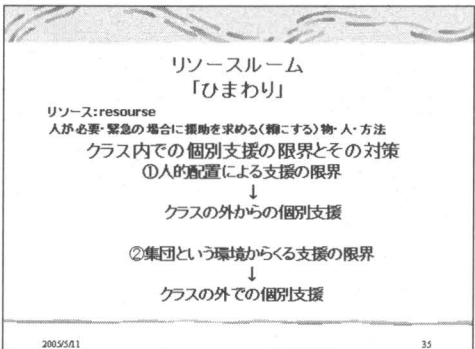 リソースルーム
「ひまわり」
リソース:resourse
人が必要・緊急の場合に援助を求める(頼にする)物・人・方法
クラス内での個別支援の限界とその対策
①人的配置による支援の限界
↓
クラスの外からの個別支援
②集団という環境からくる支援の限界
↓
クラスの外での個別支援
2005/5/11
35